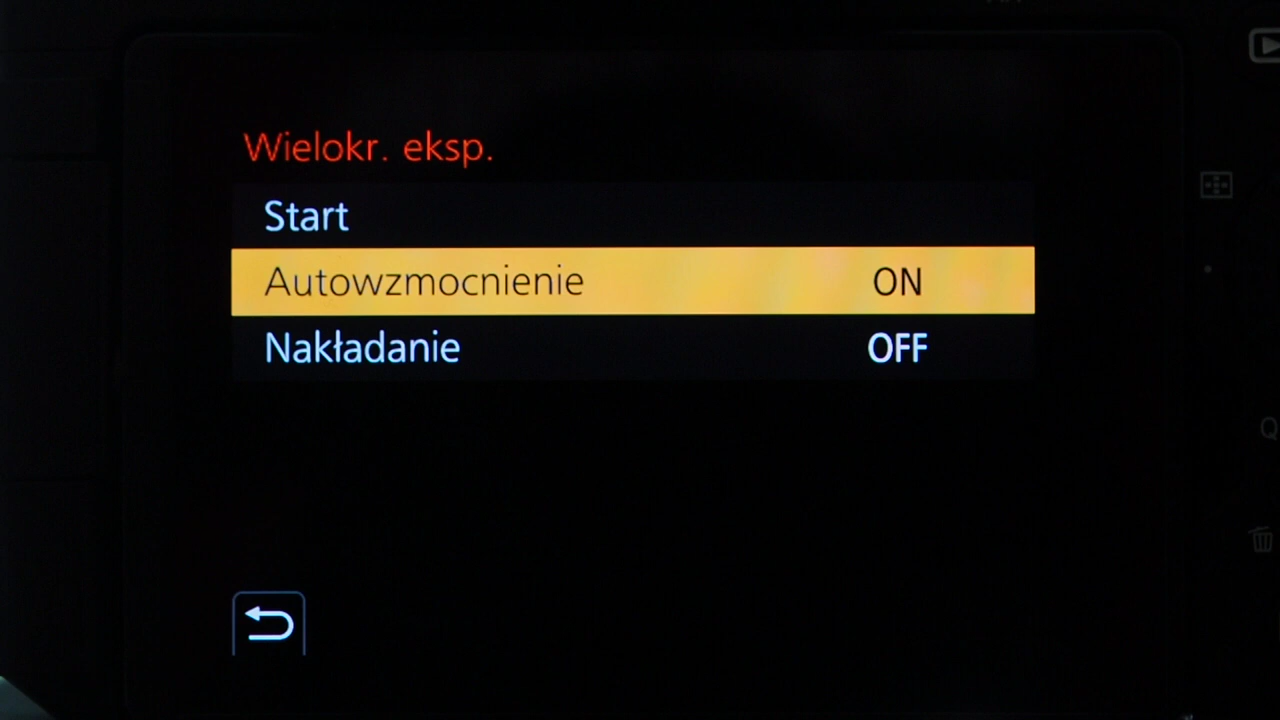 Wielokr. eksp.
Start
Autowzmocnienie ON
Nakładanie OFF
Q